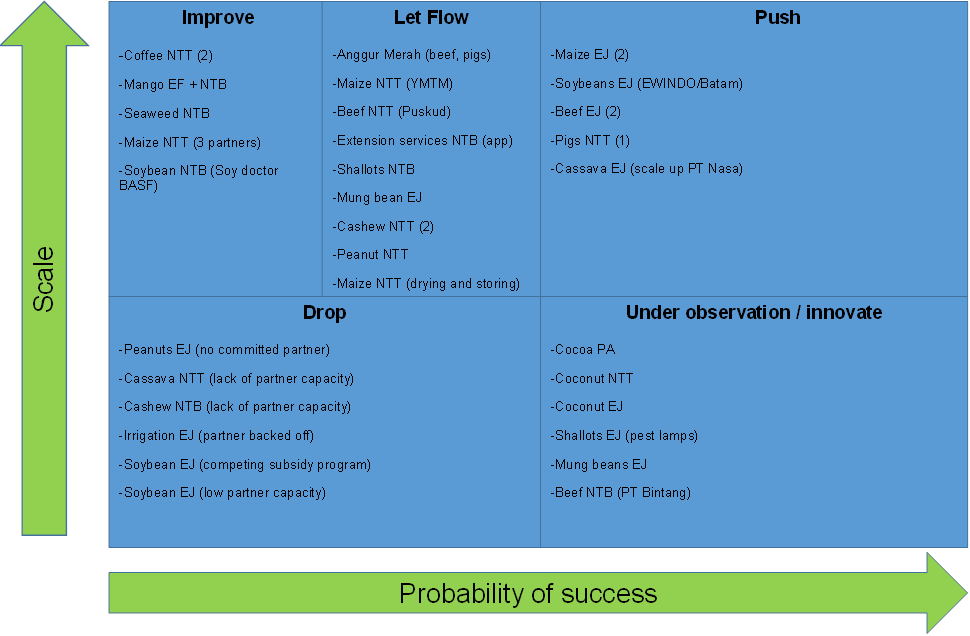 Scale
Improve
-Coffee NTT (2)
-Mango EF + NTB
-Seaweed NTB
-Maize NTT (3 partners)
-Soybean NTB (Soy doctor
BASF)
Let Flow
-Anggur Merah (beef, pigs)
-Maize NTT (YMTM)
-Beef NTT (Puskud)
-Extension services NTB (app)
-Shallots NTB
-Mung bean EJ
-Cashew NTT (2)
-Peanut NTT
-Maize NTT (drying and storing)
Push
-Maize EJ (2)
-Soybeans EJ (EWINDO/Batam)
-Beef EJ (2)
-Pigs NTT (1)
-Cassava EJ (scale up PT Nasa)
Drop
-Peanuts EJ (no committed partner)
-Cassava NTT (lack of partner capacity)
-Cashew NTB (lack of partner capacity)
-Irrigation EJ (partner backed off)
-Soybean EJ (competing subsidy program)
-Soybean EJ (low partner capacity)
Under observation / innovate
-Cocoa PA
-Coconut NTT
-Coconut EJ
-Shallots EJ (pest lamps)
-Mung beans EJ
-Beef NTB (PT Bintang)
Probability of success